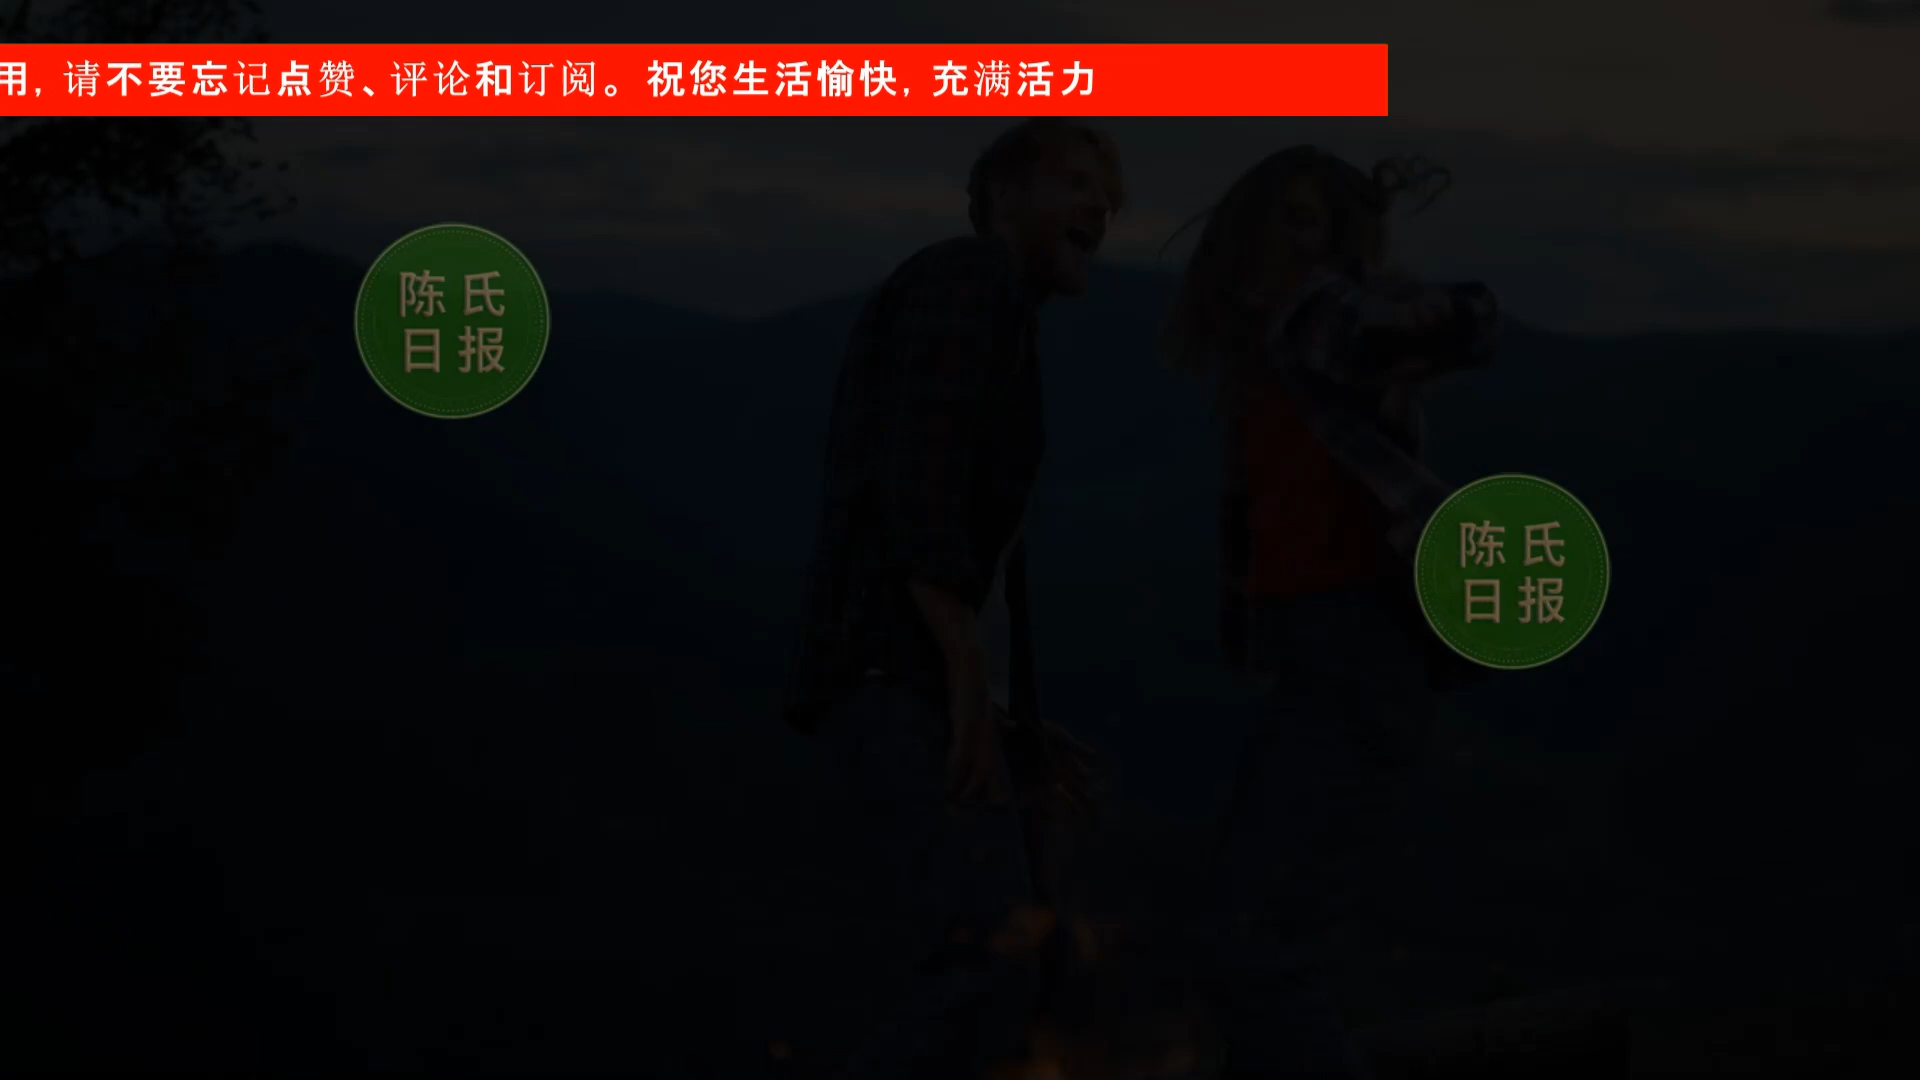 用, 请不要忘记点赞、评论和订阅。祝您生活愉快, 充满活力
陈氏
日报
陈氏
日报